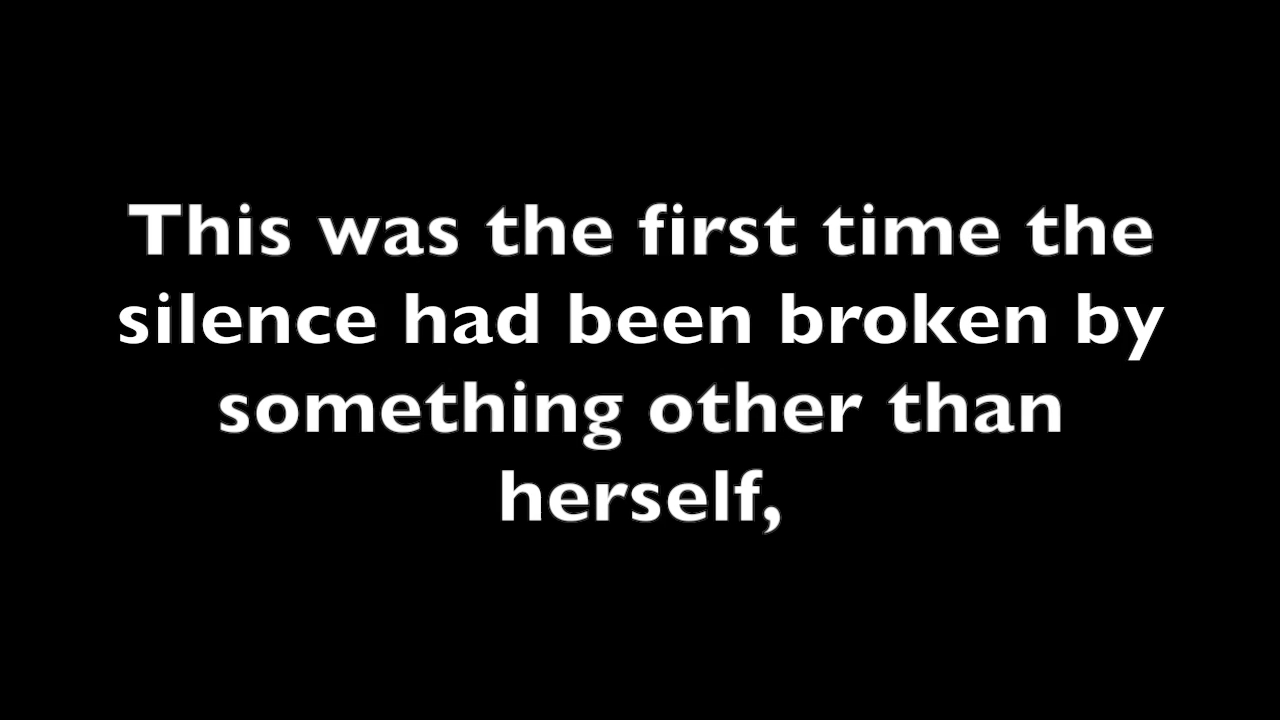 This was the first time the
silence had been broken by
something other than
herself,